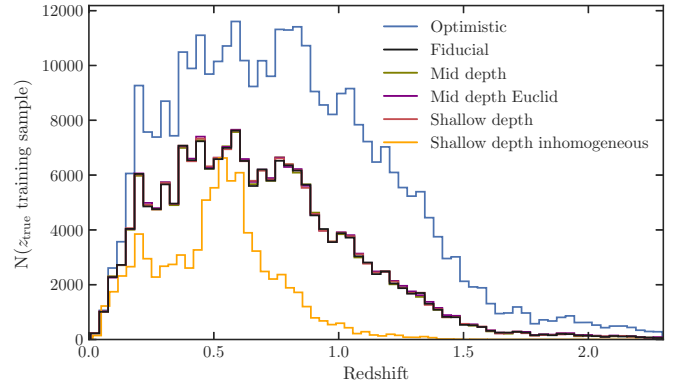 12000
10000
8000
6000
4000
2000
0
N(z_true training sample)
Optimistic
Fiducial
Mid depth
Mid depth Euclid
Shallow depth
Shallow depth inhomogeneous
0.0 0.5 1.0 1.5 2.0
Redshift